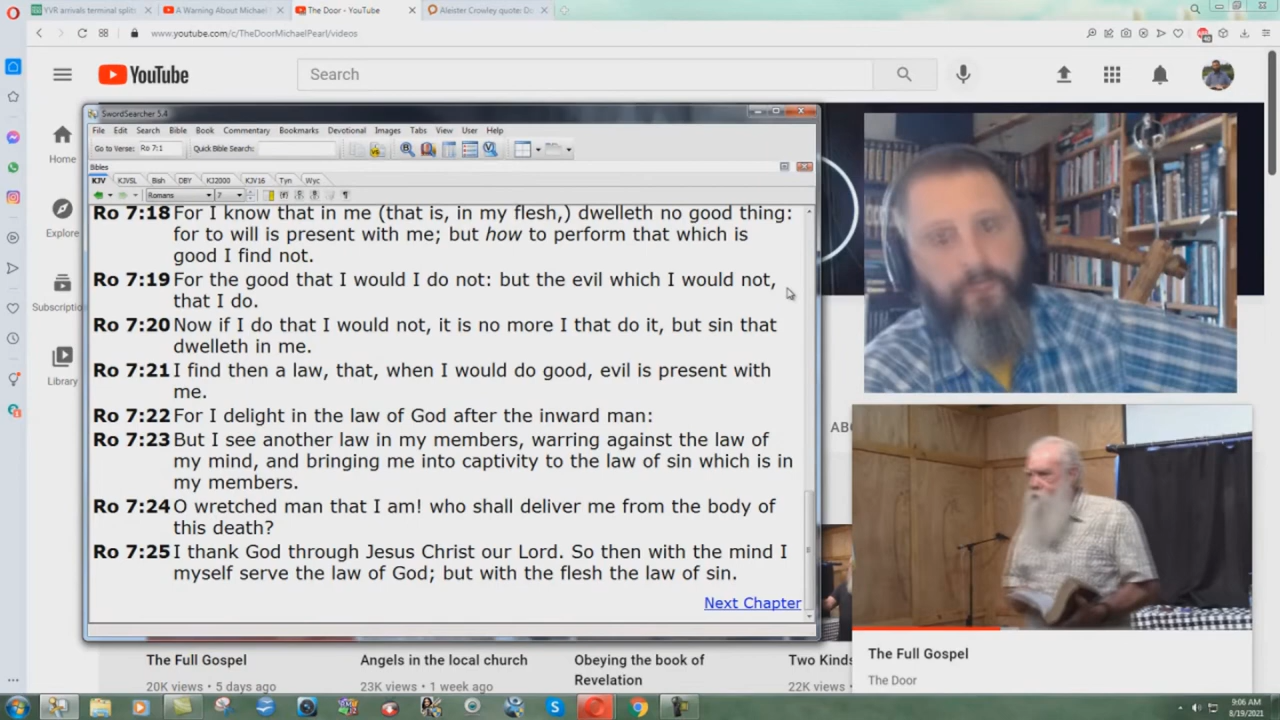 YVR arrivals terminal splits
A Warning About Michael
The Door - YouTube
Aleister Crowley quote: Do
www.youtube.com/c/TheDoorMichaelPearl/videos
40
YouTube
Search
Home
Explore
Subscription
Library
SwordSearcher 5.4
File Edit Search Bible Book Commentary Bookmarks Devotional Images Tabs View User Help
Go to Verse: Ro 7:1 Quick Bible Search:
Bibles
KJV KJVSL Bish DBY KJ2000 KJV16 Tyn Wyc
Romans 7
Ro 7:18 For I know that in me (that is, in my flesh,) dwelleth no good thing:
for to will is present with me; but how to perform that which is
good I find not.
Ro 7:19 For the good that I would I do not: but the evil which I would not,
that I do.
Ro 7:20 Now if I do that I would not, it is no more I that do it, but sin that
dwelleth in me.
Ro 7:21 I find then a law, that, when I would do good, evil is present with
me.
Ro 7:22 For I delight in the law of God after the inward man:
Ro 7:23 But I see another law in my members, warring against the law of
my mind, and bringing me into captivity to the law of sin which is in
my members.
Ro 7:24 O wretched man that I am! who shall deliver me from the body of
this death?
Ro 7:25 I thank God through Jesus Christ our Lord. So then with the mind I
myself serve the law of God; but with the flesh the law of sin.
Next Chapter
ABO
The Full Gospel
20K views • 5 days ago
Angels in the local church
23K views • 1 week ago
Obeying the book of
Revelation
Two Kinds
22K views
The Full Gospel
The Door
9:06 AM
8/19/2021